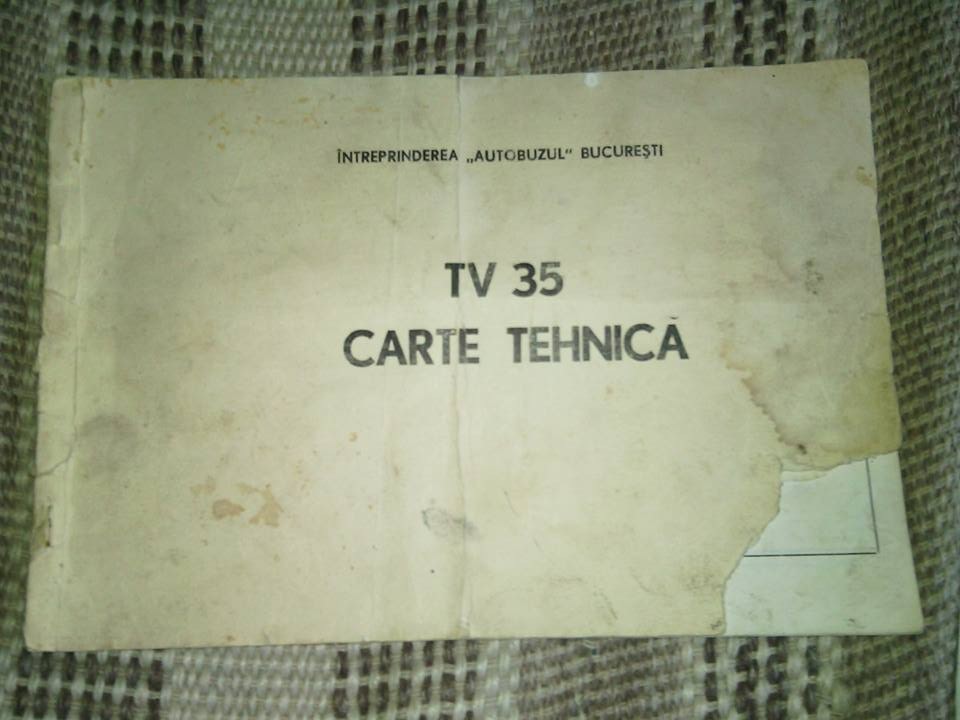 ÎNTREPRINDEREA „AUTOBUZUL“ BUCUREŞTI
TV 35
CARTE TEHNICĂ